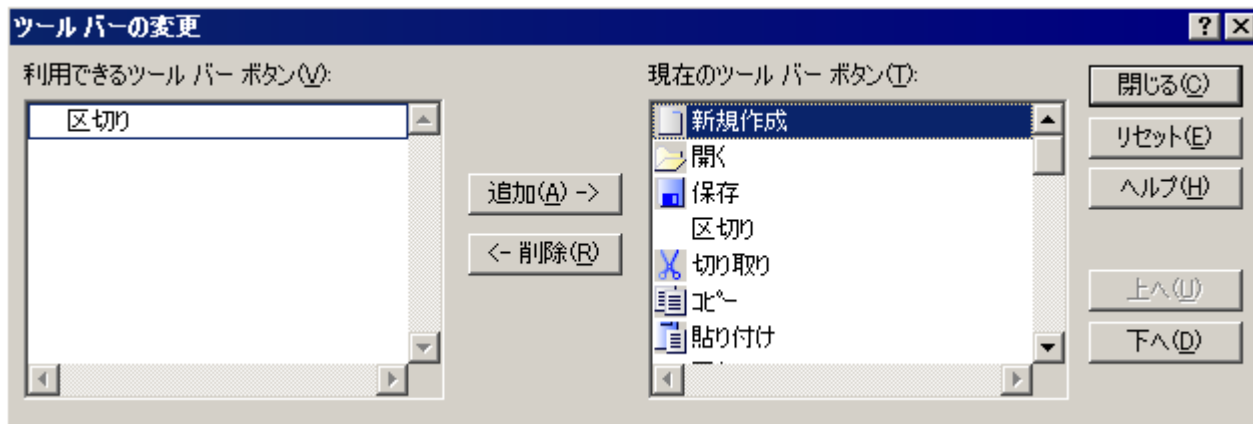 ツール バーの変更
利用できるツール バー ボタン(V):
区切り
追加(A) ->
<- 削除(R)
現在のツール バー ボタン(T):
新規作成
開く
保存
区切り
切り取り
コピー
貼り付け
閉じる(C)
リセット(E)
ヘルプ(H)
上へ(U)
下へ(D)